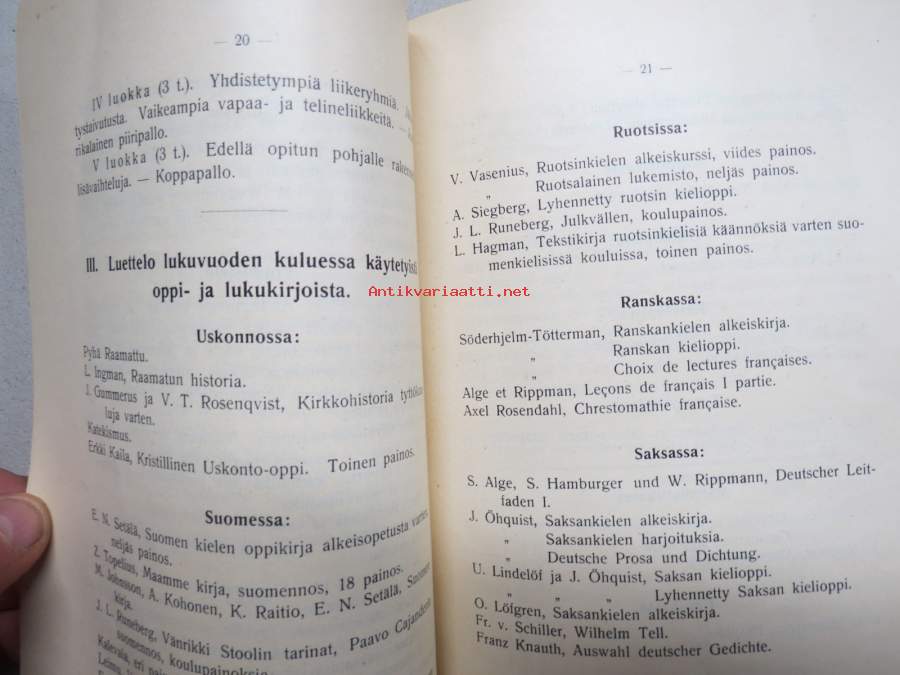 — 20 —
IV luokka (3 t.). Yhdistetympiä liikeryhmiä.
tystaivutusta. Vaikeampia vapaa- ja telineliikkeitä. —
rikalainen piiripallo.
V luokka (3 t.). Edellä opitun pohjalle
lisävaihteluja. — Koppapallo.
III. Luettelo lukuvuoden kuluessa käytetyistä
oppi- ja lukukirjoista.
Uskonnossa:
Pyhä Raamattu.
L. Ingman, Raamatun historia.
J. Gummerus ja V. T. Rosenqvist, Kirkkohistoria
luja varten.
Katekismus.
Erkki Kaila, Kristillinen Uskonto-oppi. Toinen painos.
Suomessa:
E. N. Setälä, Suomen kielen oppikirja alkeisopetusta varten,
neljäs painos.
Z. Topelius, Maamme kirja, suomennos, 18 painos.
M. Johnsson, A. Kohonen, K. Raitio, E. N. Setälä, Suomen
kirja.
J. L. Runeberg, Vänrikki Stoolin tarinat, Paavo Cajanderin
suomennos, koulupainoksia
Kalevala, eri
— 21 —
Ruotsissa:
V. Vasenius, Ruotsinkielen alkeiskurssi, viides painos.
„ Ruotsalainen lukemisto, neljäs painos.
A. Siegberg, Lyhennetty ruotsin kielioppi.
J. L. Runeberg, Julkvällen, koulupainos.
L. Hagman, Tekstikirja ruotsinkielisiä käännöksiä varten suo-
menkielisissä kouluissa, toinen painos.
Ranskassa:
Söderhjelm-Tötterman, Ranskankielen alkeiskirja.
„ Ranskan kielioppi.
„ Choix de lectures françaises.
Alge et Rippman, Leçons de français I partie.
Axel Rosendahl, Chrestomathie française.
Saksassa:
S. Alge, S. Hamburger und W. Rippmann, Deutscher Leit-
faden I.
J. Öhquist, Saksankielen alkeiskirja.
„ Saksankielen harjoituksia.
„ Deutsche Prosa und Dichtung.
U. Lindelöf ja J. Öhquist, Saksan kielioppi.
„ „ „ Lyhennetty Saksan kielioppi.
O. Löfgren, Saksankielen alkeiskirja.
Fr. v. Schiller, Wilhelm Tell.
Franz Knauth, Auswahl deutscher Gedichte.
Antikvariaatti.net